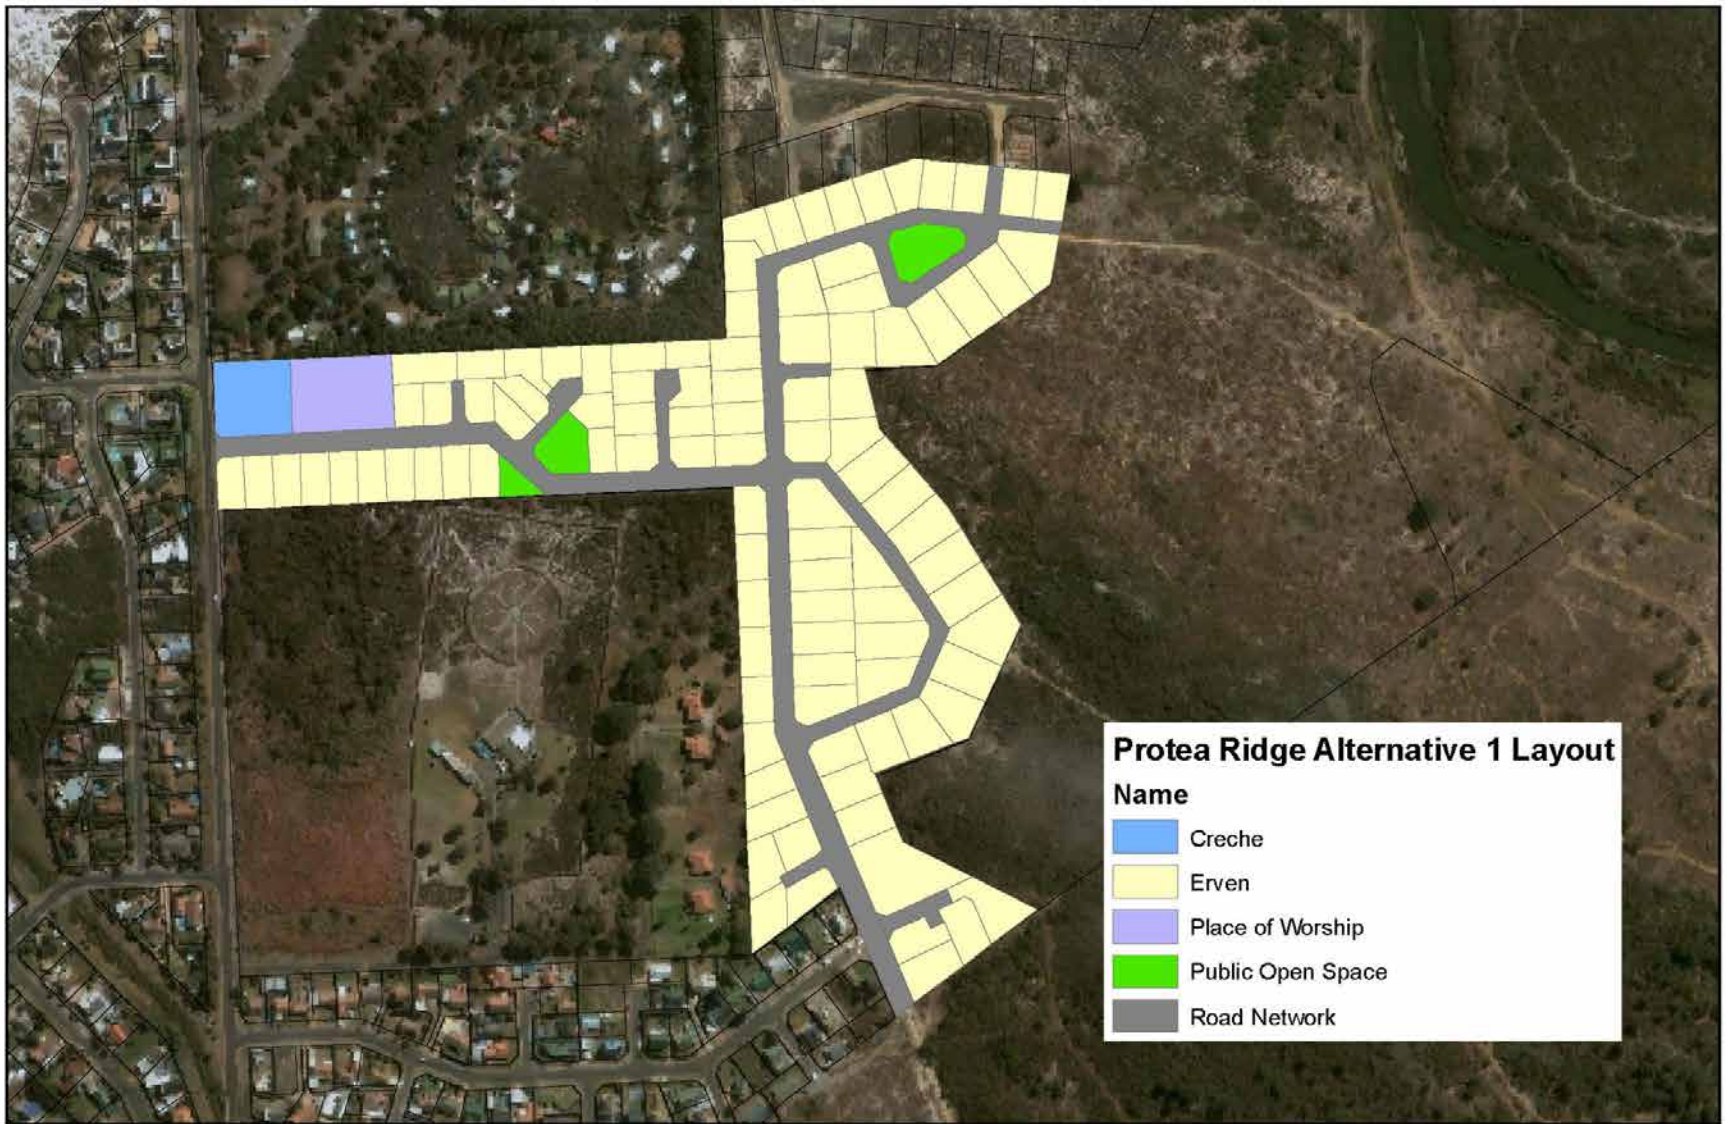 Protea Ridge Alternative 1 Layout
Name
Creche
Erven
Place of Worship
Public Open Space
Road Network